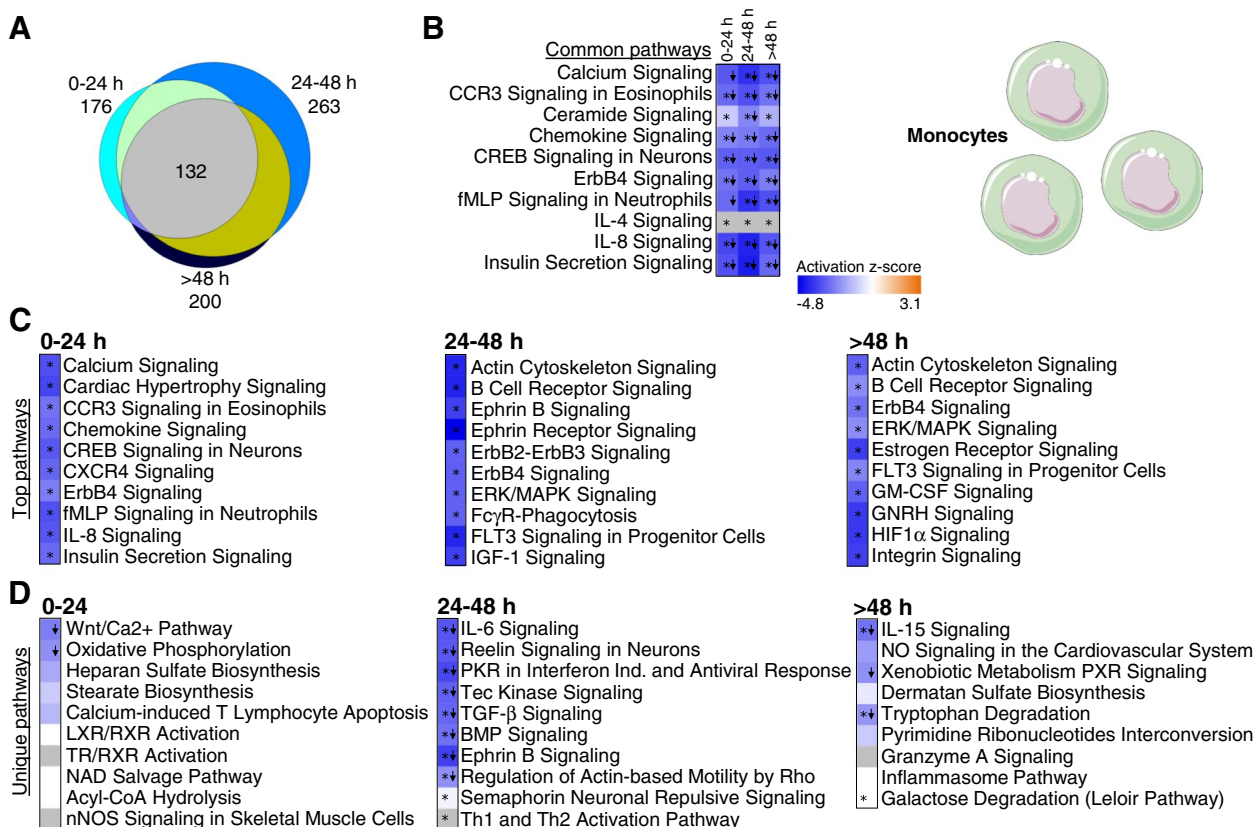 A
0-24 h
176
24-48 h
263
132
>48 h
200
B
Common pathways
0-24 h
24-48 h
>48 h
Calcium Signaling
CCR3 Signaling in Eosinophils
Ceramide Signaling
Chemokine Signaling
CREB Signaling in Neurons
ErbB4 Signaling
fMLP Signaling in Neutrophils
IL-4 Signaling
IL-8 Signaling
Insulin Secretion Signaling
Monocytes
Activation z-score
-4.8 3.1
C
Top pathways
0-24 h
Calcium Signaling
Cardiac Hypertrophy Signaling
CCR3 Signaling in Eosinophils
Chemokine Signaling
CREB Signaling in Neurons
CXCR4 Signaling
ErbB4 Signaling
fMLP Signaling in Neutrophils
IL-8 Signaling
Insulin Secretion Signaling
24-48 h
Actin Cytoskeleton Signaling
B Cell Receptor Signaling
Ephrin B Signaling
Ephrin Receptor Signaling
ErbB2-ErbB3 Signaling
ErbB4 Signaling
ERK/MAPK Signaling
FcγR-Phagocytosis
FLT3 Signaling in Progenitor Cells
IGF-1 Signaling
>48 h
Actin Cytoskeleton Signaling
B Cell Receptor Signaling
ErbB4 Signaling
ERK/MAPK Signaling
Estrogen Receptor Signaling
FLT3 Signaling in Progenitor Cells
GM-CSF Signaling
GNRH Signaling
HIF1α Signaling
Integrin Signaling
D
Unique pathways
0-24
Wnt/Ca2+ Pathway
Oxidative Phosphorylation
Heparan Sulfate Biosynthesis
Stearate Biosynthesis
Calcium-induced T Lymphocyte Apoptosis
LXR/RXR Activation
TR/RXR Activation
NAD Salvage Pathway
Acyl-CoA Hydrolysis
nNOS Signaling in Skeletal Muscle Cells
24-48 h
IL-6 Signaling
Reelin Signaling in Neurons
PKR in Interferon Ind. and Antiviral Response
Tec Kinase Signaling
TGF-β Signaling
BMP Signaling
Ephrin B Signaling
Regulation of Actin-based Motility by Rho
Semaphorin Neuronal Repulsive Signaling
Th1 and Th2 Activation Pathway
>48 h
IL-15 Signaling
NO Signaling in the Cardiovascular System
Xenobiotic Metabolism PXR Signaling
Dermatan Sulfate Biosynthesis
Tryptophan Degradation
Pyrimidine Ribonucleotides Interconversion
Granzyme A Signaling
Inflammasome Pathway
Galactose Degradation (Leloir Pathway)